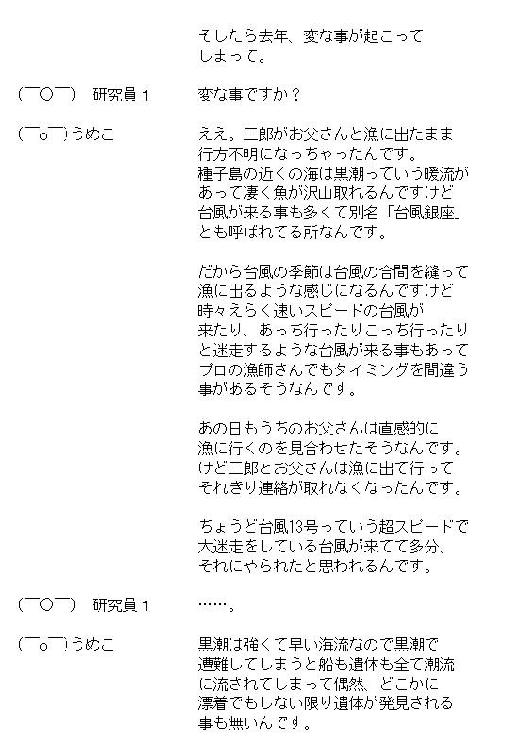 そしたら去年、変な事が起こって
しまって。
(￣○￣)　研究員１　変な事ですか？
(￣o￣)うめこ　ええ。二郎がお父さんと漁に出たまま
行方不明になっちゃったんです。
種子島の近くの海は黒潮っていう暖流が
あって凄く魚が沢山取れるんですけど
台風が来る事も多くて別名「台風銀座」
とも呼ばれてる所なんです。
だから台風の季節は台風の合間を縫って
漁に出るような感じになるんですけど
時々えらく速いスピードの台風が
来たり、あっち行ったりこっち行ったり
と迷走するような台風が来る事もあって
プロの漁師さんでもタイミングを間違う
事があるそうなんです。
あの日もうちのお父さんは直感的に
漁に行くのを見合わせたそうなんです。
けど二郎とお父さんは漁に出て行って
それきり連絡が取れなくなったんです。
ちょうど台風13号っていう超スピードで
大迷走をしている台風が来てて多分、
それにやられたと思われるんです。
(￣○￣)　研究員１　……。
(￣o￣)うめこ　黒潮は強くて早い海流なので黒潮で
遭難してしまうと船も遺体も全て潮流
に流されてしまって偶然、どこかに
漂着でもしない限り遺体が発見される
事も無いんです。